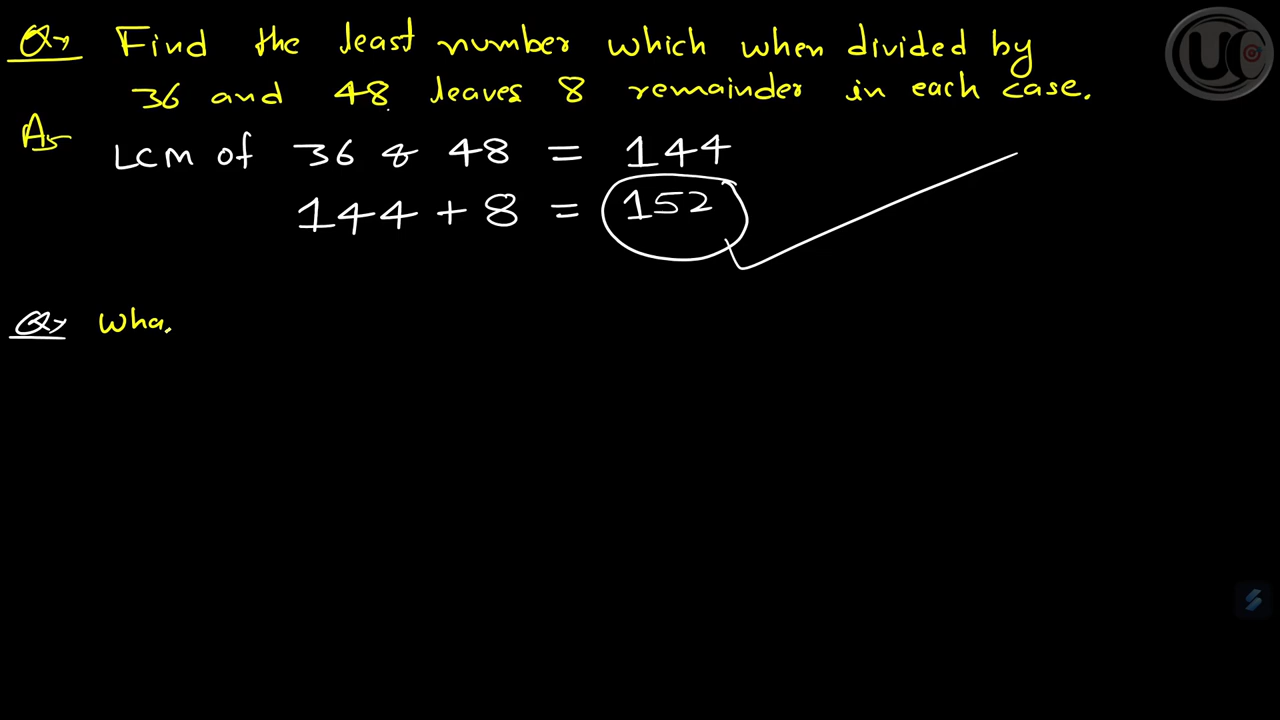 Q→ Find the least number which when divided by
36 and 48 leaves 8 remainder in each case.
As LCM of 36 & 48 = 144
144 + 8 = 152
Q→ Wha.
UC